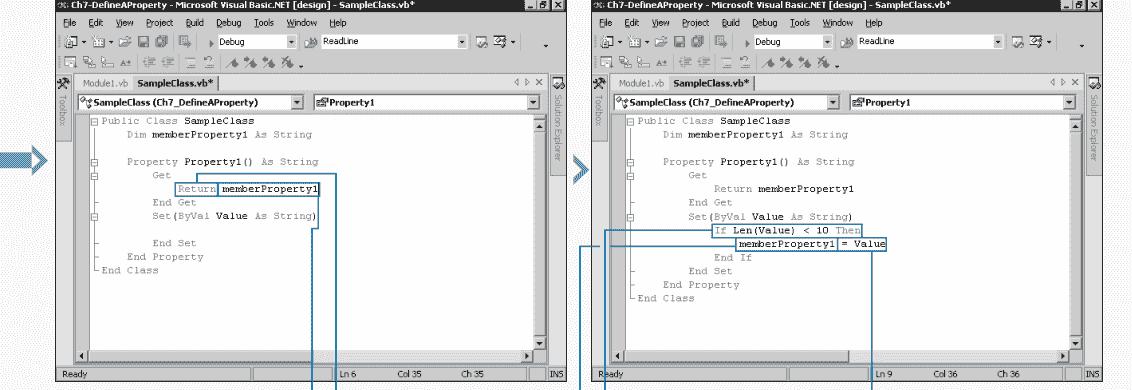 Ch7-DefineAProperty - Microsoft Visual Basic.NET [design] - SampleClass.vb*
File Edit View Project Build Debug Tools Window Help
Debug ReadLine
Module1.vb SampleClass.vb*
SampleClass (Ch7_DefineAProperty) Property1
Toolbox
Solution Explorer
Public Class SampleClass
Dim memberProperty1 As String
Property Property1() As String
Get
Return memberProperty1
End Get
Set(ByVal Value As String)
End Set
End Property
End Class
Ready Ln 6 Col 35 Ch 35 INS
Ch7-DefineAProperty - Microsoft Visual Basic.NET [design] - SampleClass.vb*
File Edit View Project Build Debug Tools Window Help
Debug ReadLine
Module1.vb SampleClass.vb*
SampleClass (Ch7_DefineAProperty) Property1
Toolbox
Solution Explorer
Public Class SampleClass
Dim memberProperty1 As String
Property Property1() As String
Get
Return memberProperty1
End Get
Set(ByVal Value As String)
If Len(Value) < 10 Then
memberProperty1 = Value
End If
End Set
End Property
End Class
Ready Ln 9 Col 36 Ch 36 INS